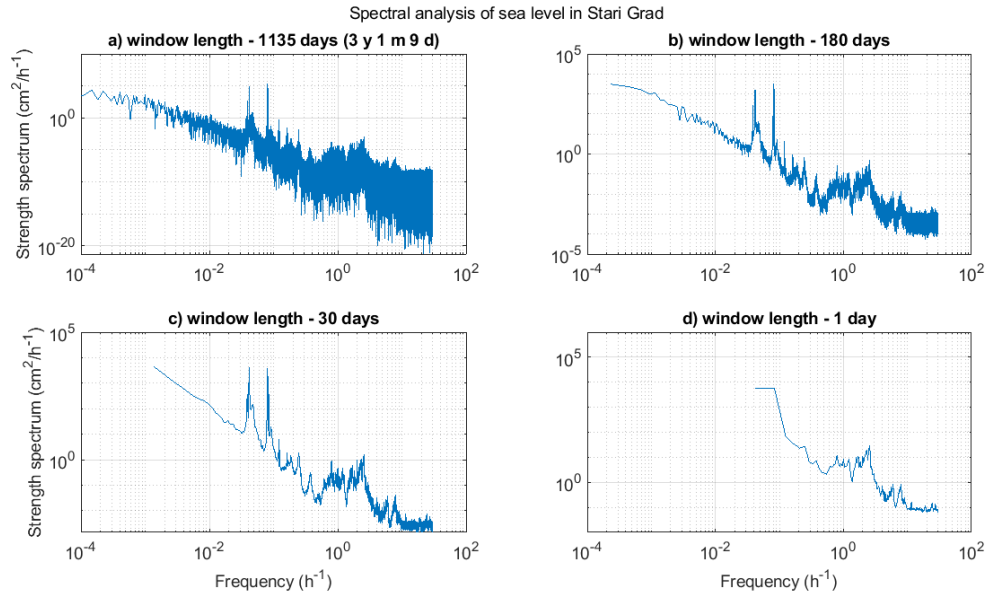 Spectral analysis of sea level in Stari Grad
a) window length - 1135 days (3 y 1 m 9 d)
Strength spectrum (cm²/h⁻¹)
10⁰
10⁻²⁰
10⁻⁴
10⁻²
10⁰
10²
b) window length - 180 days
10⁵
10⁰
10⁻⁵
10⁻⁴
10⁻²
10⁰
10²
c) window length - 30 days
Strength spectrum (cm²/h⁻¹)
10⁵
10⁰
10⁻⁴
10⁻²
10⁰
10²
Frequency (h⁻¹)
d) window length - 1 day
10⁵
10⁰
10⁻⁴
10⁻²
10⁰
10²
Frequency (h⁻¹)